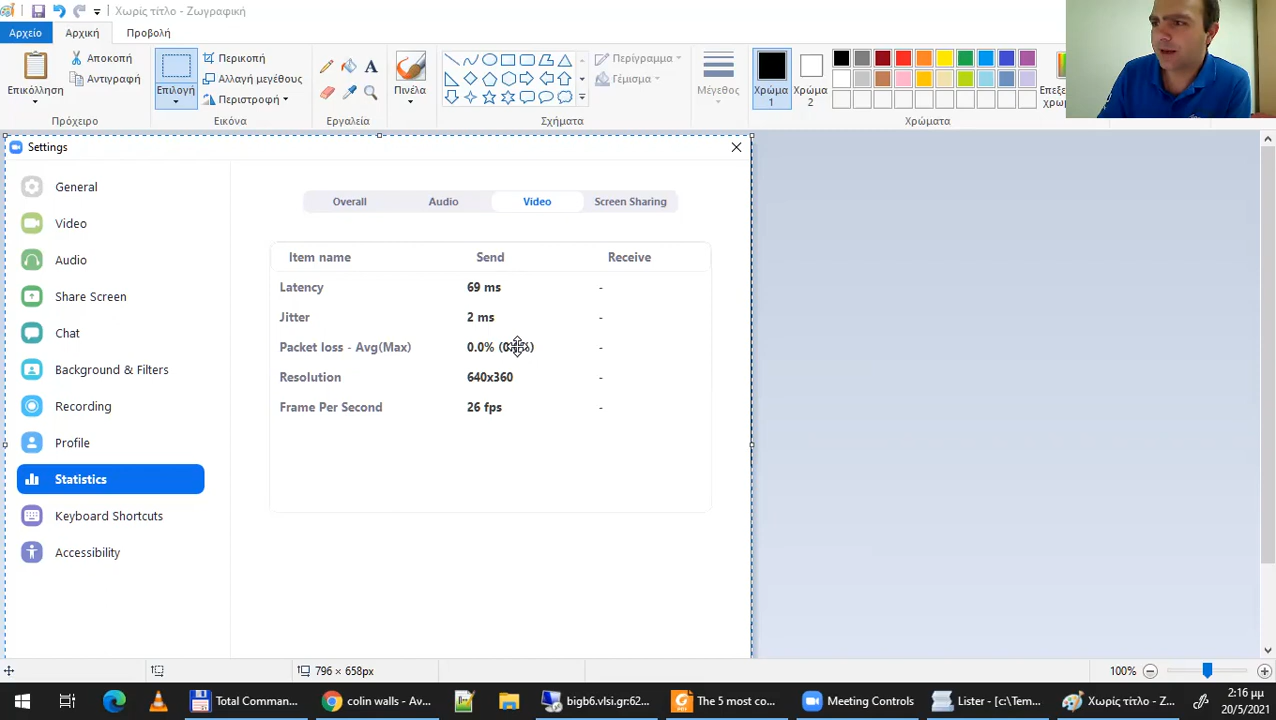 Χωρίς τίτλο - Ζωγραφική
Αρχείο Αρχική Προβολή
Επικόλληση
Αποκοπή
Αντιγραφή
Πρόχειρο
Επιλογή
Περικοπή
Αλλαγή μεγέθους
Περιστροφή
Εικόνα
Εργαλεία
Πινέλα
Περίγραμμα
Γέμισμα
Σχήματα
Μέγεθος
Χρώμα 1
Χρώμα 2
Χρώματα
Settings
General
Video
Audio
Share Screen
Chat
Background & Filters
Recording
Profile
Statistics
Keyboard Shortcuts
Accessibility
Overall Audio Video Screen Sharing
Item name Send Receive
Latency 69 ms -
Jitter 2 ms -
Packet loss - Avg(Max) 0.0% -
Resolution 640x360 -
Frame Per Second 26 fps -
796 × 658px
100%
Total Comman...
colin walls - Av...
bigb6.vlsi.gr:62...
The 5 most co...
Meeting Controls
Lister - [c:\Tem...
Χωρίς τίτλο - Ζ...
2:16 μμ
20/5/2021